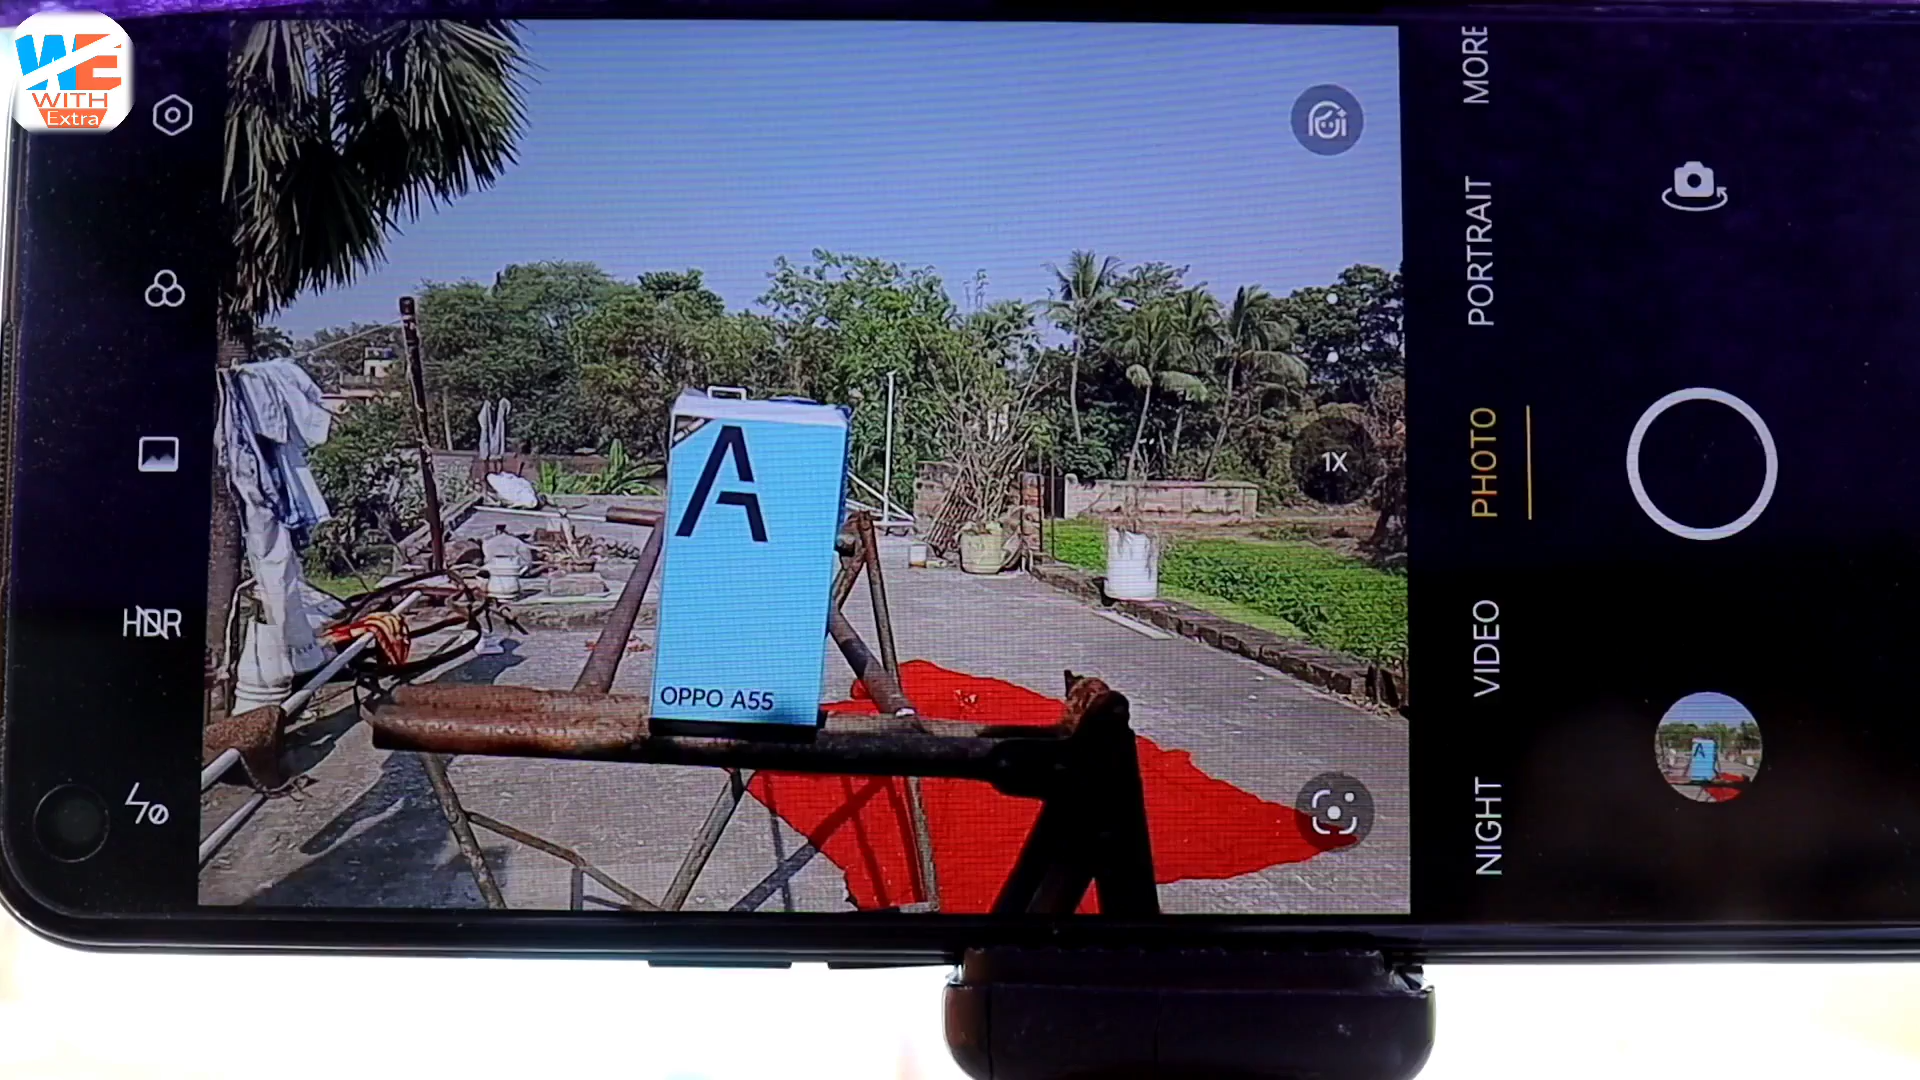 WE
WITH
Extra
HDR
A
OPPO A55
1X
MORE
PORTRAIT
PHOTO
VIDEO
NIGHT
A